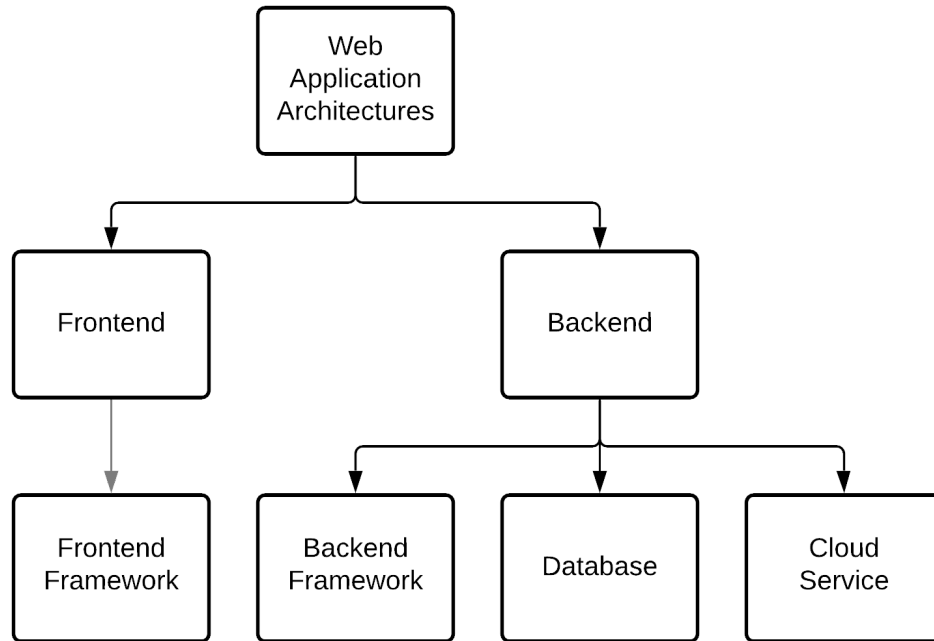 Web
Application
Architectures
Frontend
Backend
Frontend
Framework
Backend
Framework
Database
Cloud
Service